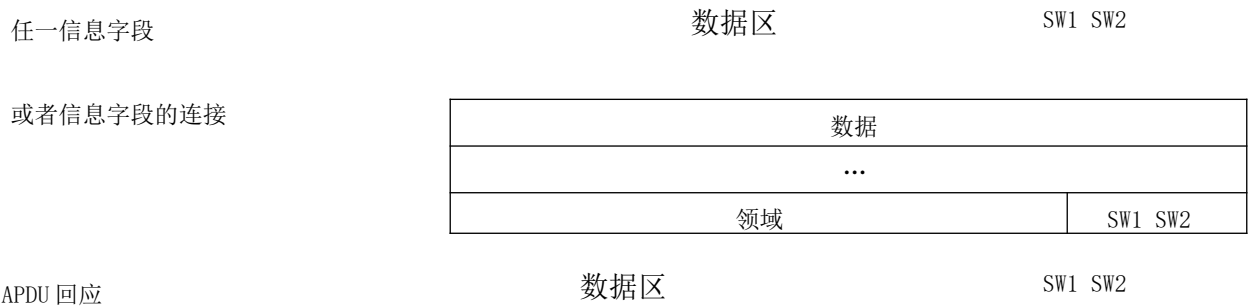 任一信息字段 数据区 SW1 SW2
或者信息字段的连接
数据
…
领域 SW1 SW2
APDU 回应 数据区 SW1 SW2